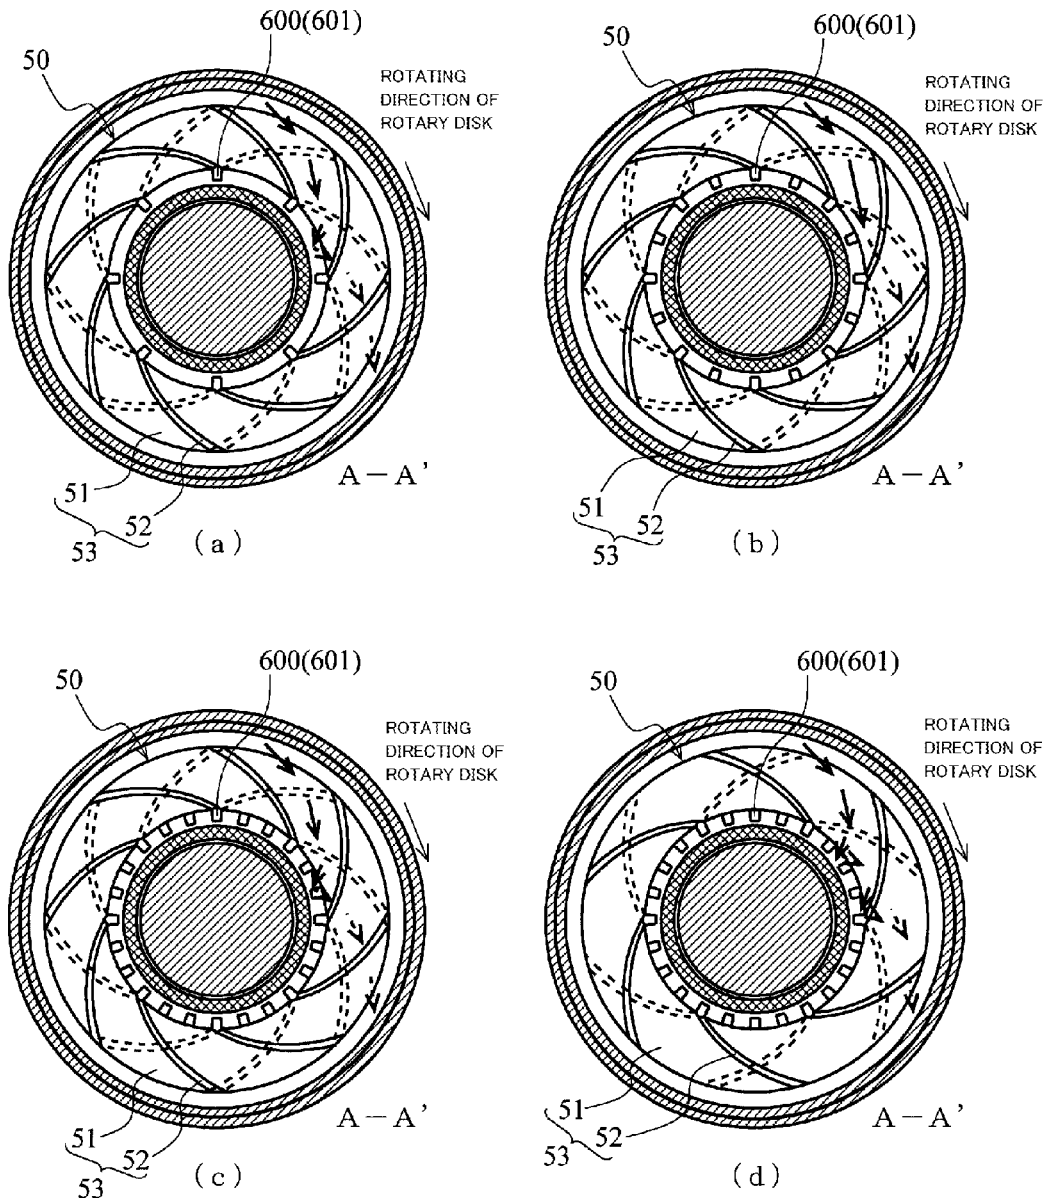 600(601)
50
ROTATING
DIRECTION OF
ROTARY DISK
A－A’
51
52
53
(a)
600(601)
50
ROTATING
DIRECTION OF
ROTARY DISK
A－A’
51
52
53
(b)
600(601)
50
ROTATING
DIRECTION OF
ROTARY DISK
A－A’
51
52
53
(c)
600(601)
50
ROTATING
DIRECTION OF
ROTARY DISK
A－A’
51
52
53
(d)